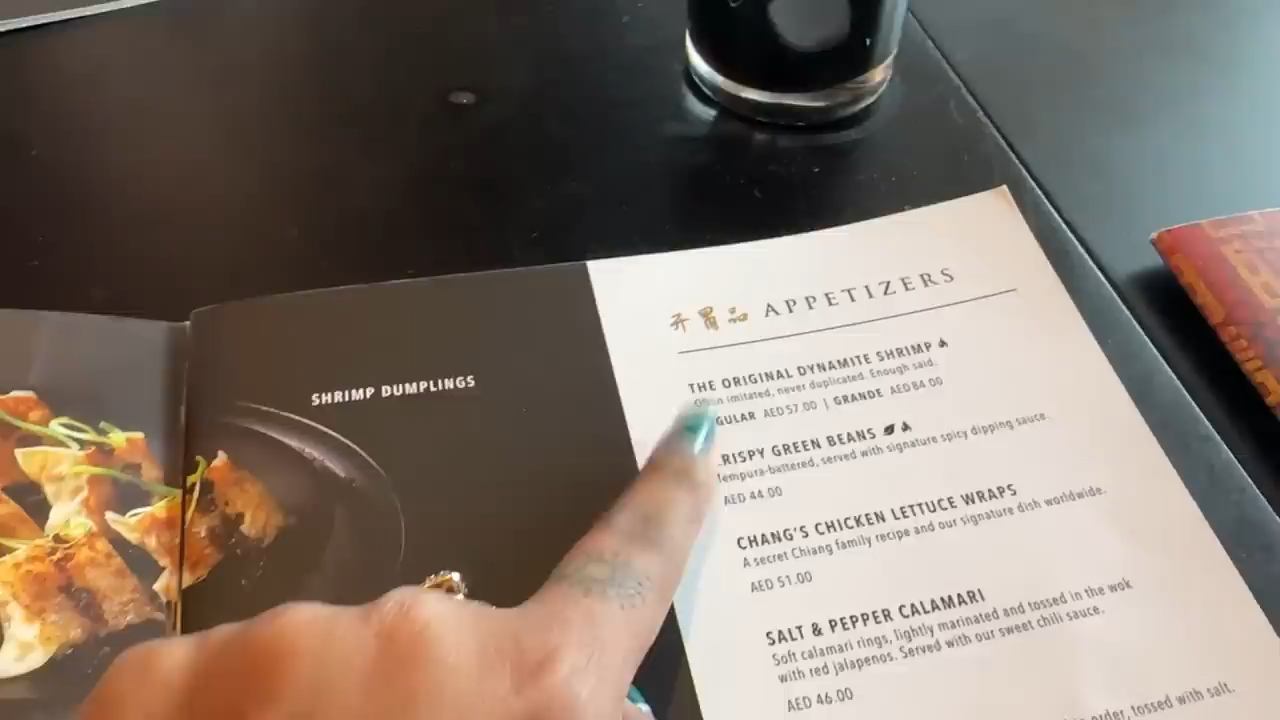 SHRIMP DUMPLINGS
开胃品 APPETIZERS
THE ORIGINAL DYNAMITE SHRIMP
Often imitated, never duplicated. Enough said.
GULAR AED 57.00 | GRANDE AED 84.00
RISPY GREEN BEANS
Tempura-battered, served with signature spicy dipping sauce.
AED 44.00
CHANG'S CHICKEN LETTUCE WRAPS
A secret Chiang family recipe and our signature dish worldwide.
AED 51.00
SALT & PEPPER CALAMARI
Soft calamari rings, lightly marinated and tossed in the wok
with red jalapenos. Served with our sweet chili sauce.
AED 46.00
order, tossed with salt.